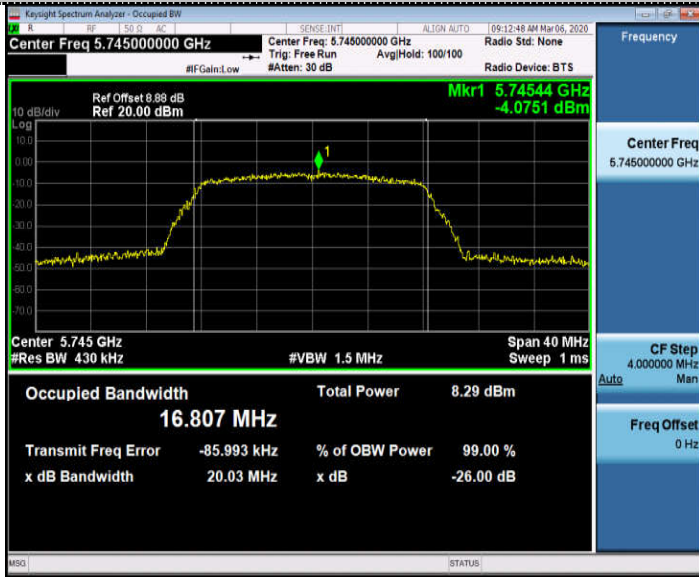 Keysight Spectrum Analyzer - Occupied BW
R RF 50 Ω AC SENSE:INT ALIGN AUTO 09:12:48 AM Mar 06, 2020
Center Freq 5.745000000 GHz
Center Freq: 5.745000000 GHz
Radio Std: None
Trig: Free Run Avg|Hold: 100/100
#IFGain:Low #Atten: 30 dB Radio Device: BTS
Frequency
Ref Offset 8.88 dB
10 dB/div Ref 20.00 dBm
Mkr1 5.74544 GHz
-4.0751 dBm
Log
10.0
0.00
-10.0
-20.0
-30.0
-40.0
-50.0
-60.0
-70.0
1
Center 5.745 GHz Span 40 MHz
#Res BW 430 kHz #VBW 1.5 MHz Sweep 1 ms
Occupied Bandwidth
16.807 MHz
Total Power 8.29 dBm
Transmit Freq Error -85.993 kHz % of OBW Power 99.00 %
x dB Bandwidth 20.03 MHz x dB -26.00 dB
Center Freq
5.745000000 GHz
CF Step
4.000000 MHz
Auto Man
Freq Offset
0 Hz
MSG STATUS